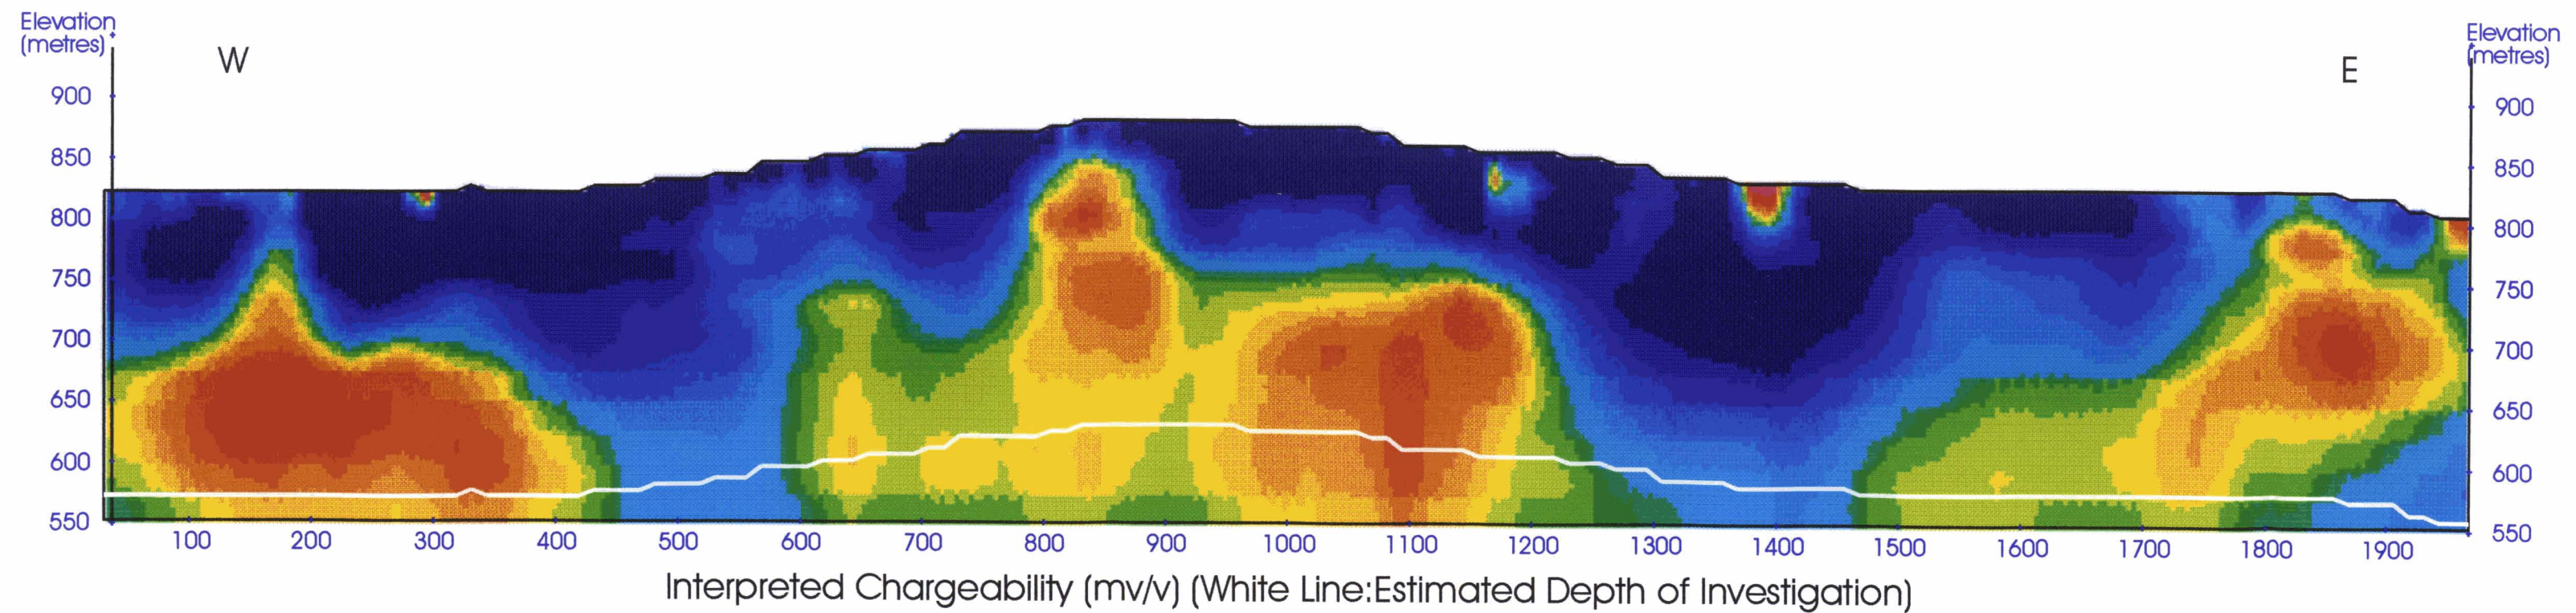 Elevation
(metres)
Elevation
(metres)
W
E
900
900
850
850
800
800
750
750
700
700
650
650
600
600
550
550
100 200 300 400 500 600 700 800 900 1000 1100 1200 1300 1400 1500 1600 1700 1800 1900
Interpreted Chargeability (mv/v) (White Line:Estimated Depth of Investigation)